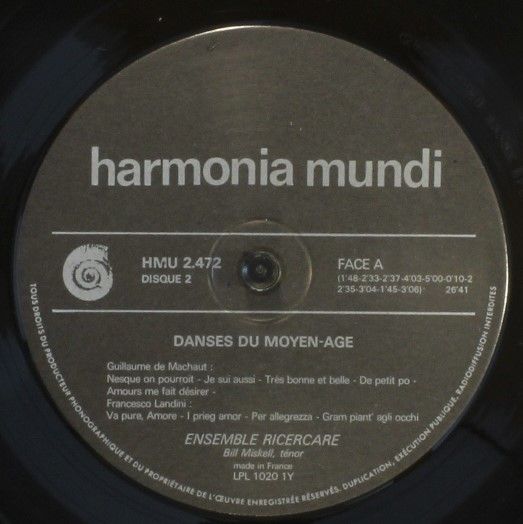 harmonia mundi
HMU 2.472
DISQUE 2
FACE A
(1'48-2'33-2'37-4'03-5'00-0'10-2
2'35-3'04-1'45-3'06) 26'41
DANSES DU MOYEN-AGE
Guillaume de Machaut :
Nesque on pourroit - Je sui aussi - Très bonne et belle - De petit po -
Amours me fait désirer -
Francesco Landini :
Va pure, Amore - I prieg amor - Per allegrezza - Gram piant' agli occhi
ENSEMBLE RICERCARE
Bill Miskell, ténor
made in France
LPL 1020 1Y
TOUS DROITS DU PRODUCTEUR PHONOGRAPHIQUE ET DU PROPRIÉTAIRE DE L'ŒUVRE ENREGISTRÉE RÉSERVÉS. DUPLICATION, EXÉCUTION PUBLIQUE, RADIODIFFUSION INTERDITES